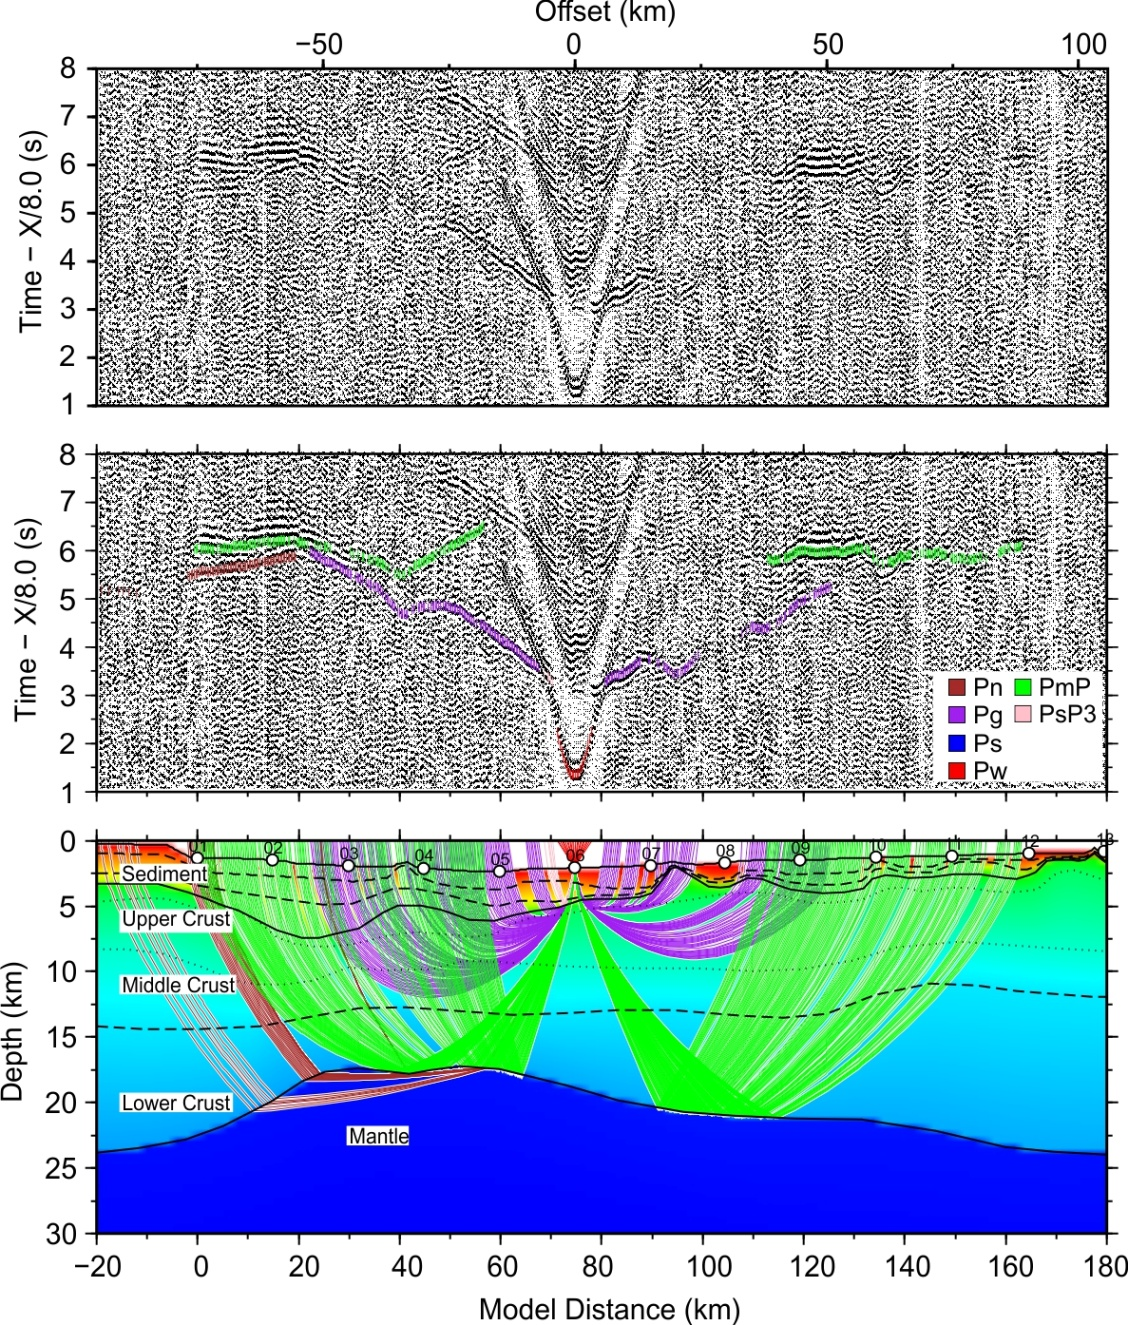 Offset (km)
−50 0 50 100
8
7
6
5
4
3
2
1
Time − X/8.0 (s)
8
7
6
5
4
3
2
1
Time − X/8.0 (s)
Pn PmP
Pg PsP3
Ps
Pw
0
5
10
15
20
25
30
Depth (km)
01 02 03 04 05 06 07 08 09 10 11 12 13
Sediment
Upper Crust
Middle Crust
Lower Crust
Mantle
−20 0 20 40 60 80 100 120 140 160 180
Model Distance (km)